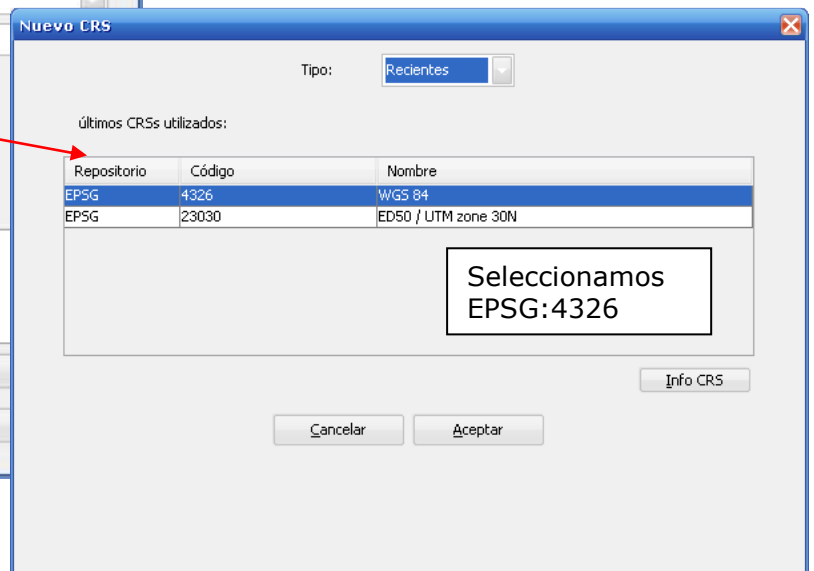 Nuevo CRS
Tipo: Recientes
últimos CRSs utilizados:
Repositorio Código Nombre
EPSG 4326 WGS 84
EPSG 23030 ED50 / UTM zone 30N
Seleccionamos
EPSG:4326
Info CRS
Cancelar Aceptar